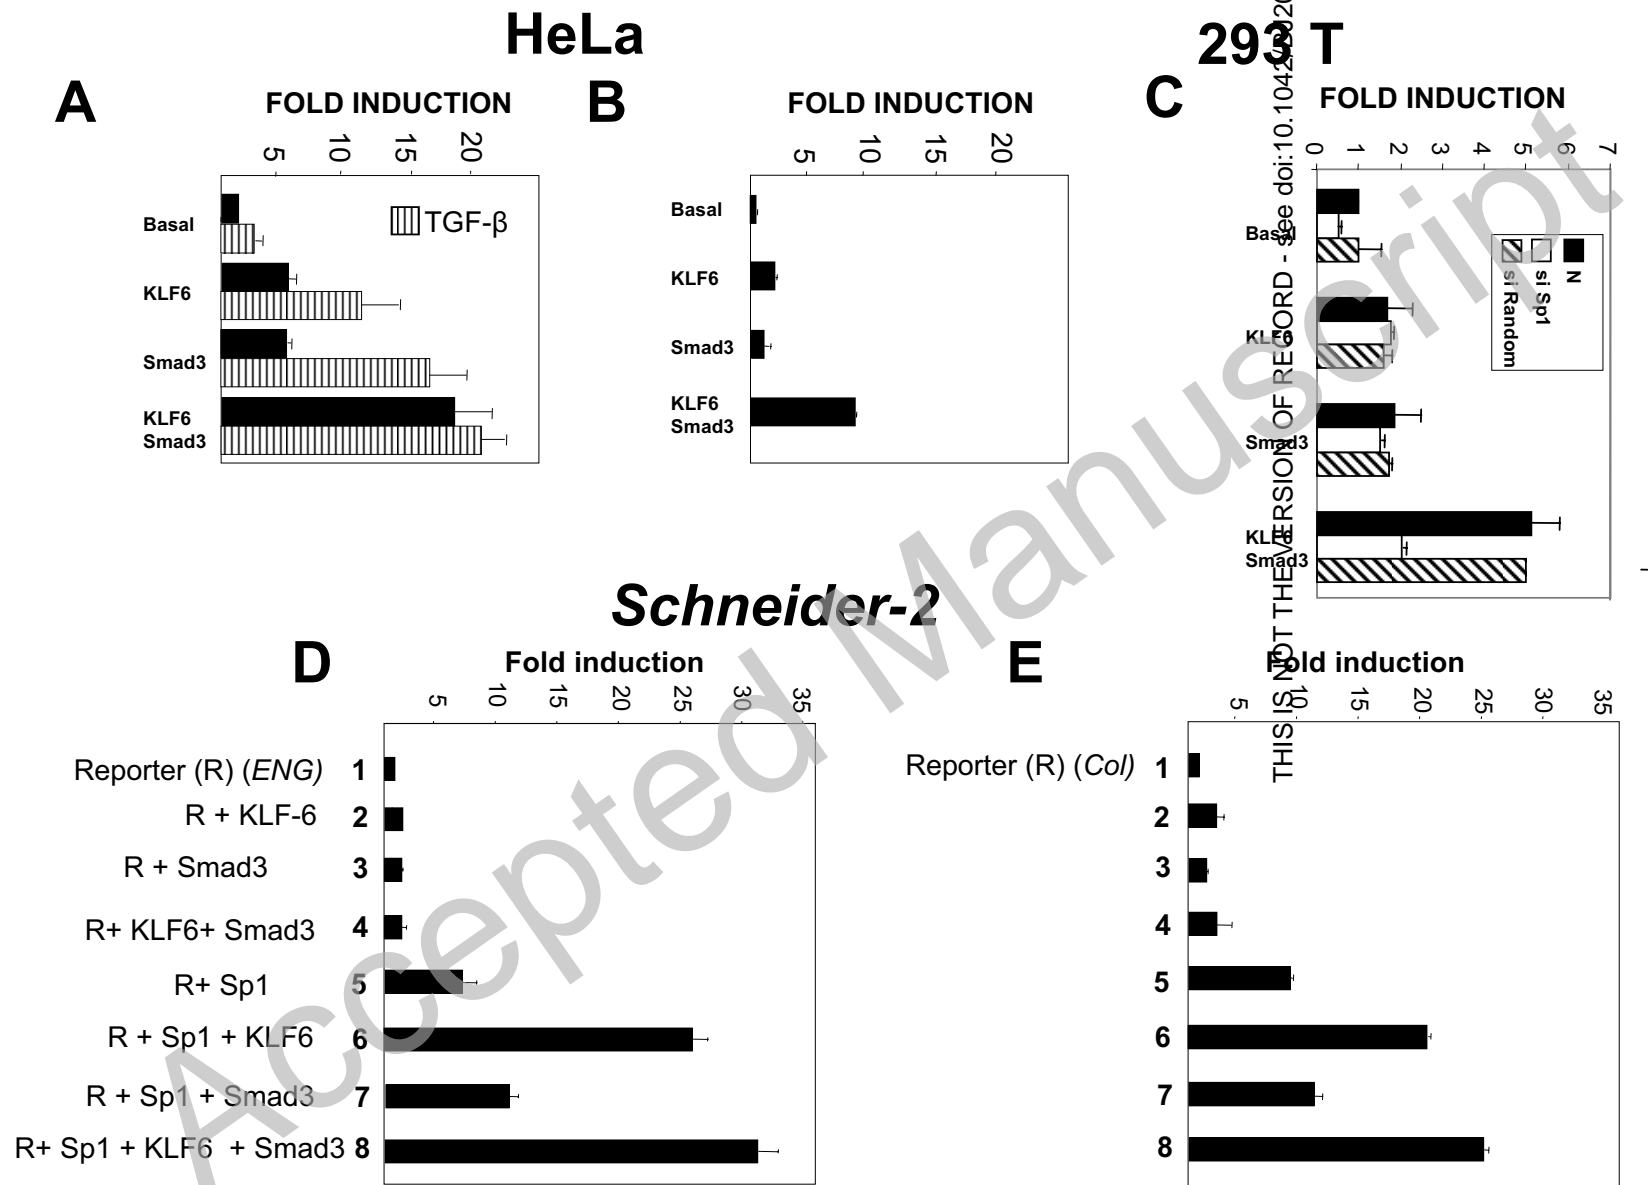 HeLa
293 T
A
FOLD INDUCTION
5
10
15
20
Basal
KLF6
Smad3
KLF6
Smad3
TGF-β
B
FOLD INDUCTION
5
10
15
20
Basal
KLF6
Smad3
KLF6
Smad3
C
FOLD INDUCTION
0
1
2
3
4
5
6
7
Basal
KLF6
Smad3
KLF6
Smad3
N
si Sp1
si Random
THIS IS NOT THE VERSION OF RECORD - see doi:10.1042/BJ20
Schneider-2
D
Fold induction
5
10
15
20
25
30
35
Reporter (R) (ENG) 1
R + KLF-6 2
R + Smad3 3
R+ KLF6+ Smad3 4
R+ Sp1 5
R + Sp1 + KLF6 6
R + Sp1 + Smad3 7
R+ Sp1 + KLF6 + Smad3 8
E
Fold induction
5
10
15
20
25
30
35
Reporter (R) (Col) 1
2
3
4
5
6
7
8
Accepted Manuscript